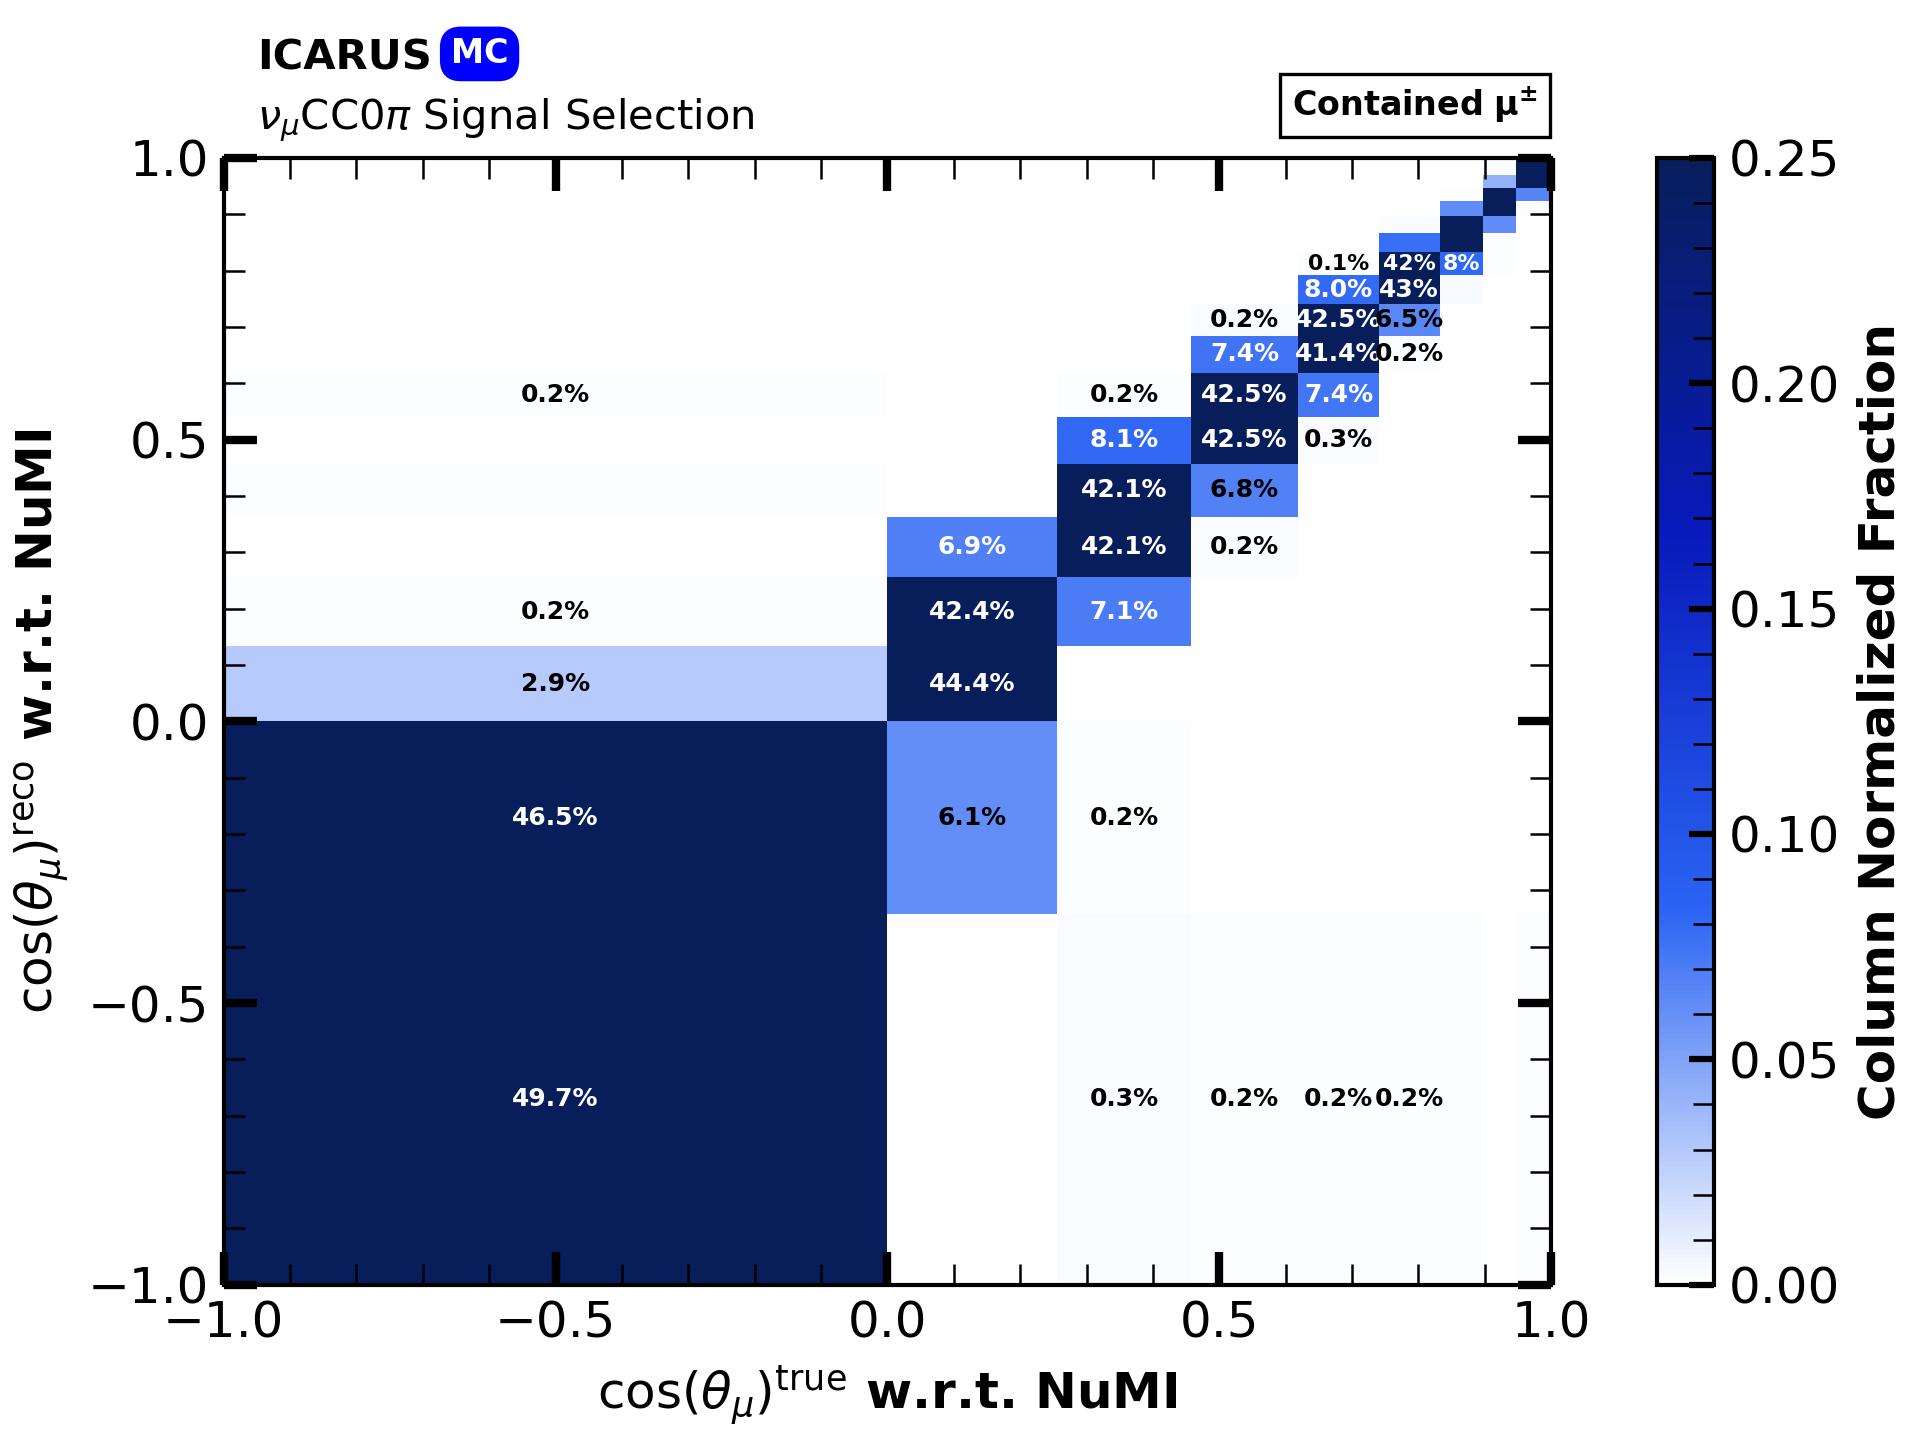 ICARUS MC
νμCC0π Signal Selection
Contained μ±
1.0
0.5
0.0
−0.5
−1.0
cos(θμ)reco w.r.t. NuMI
0.1% 42% 8%
8.0% 43%
0.2% 42.5% 6.5%
7.4% 41.4% 0.2%
0.2% 0.2% 42.5% 7.4%
8.1% 42.5% 0.3%
42.1% 6.8%
6.9% 42.1% 0.2%
0.2% 42.4% 7.1%
2.9% 44.4%
46.5% 6.1% 0.2%
49.7% 0.3% 0.2% 0.2% 0.2%
−1.0 −0.5 0.0 0.5 1.0
cos(θμ)true w.r.t. NuMI
0.25
0.20
0.15
0.10
0.05
0.00
Column Normalized Fraction